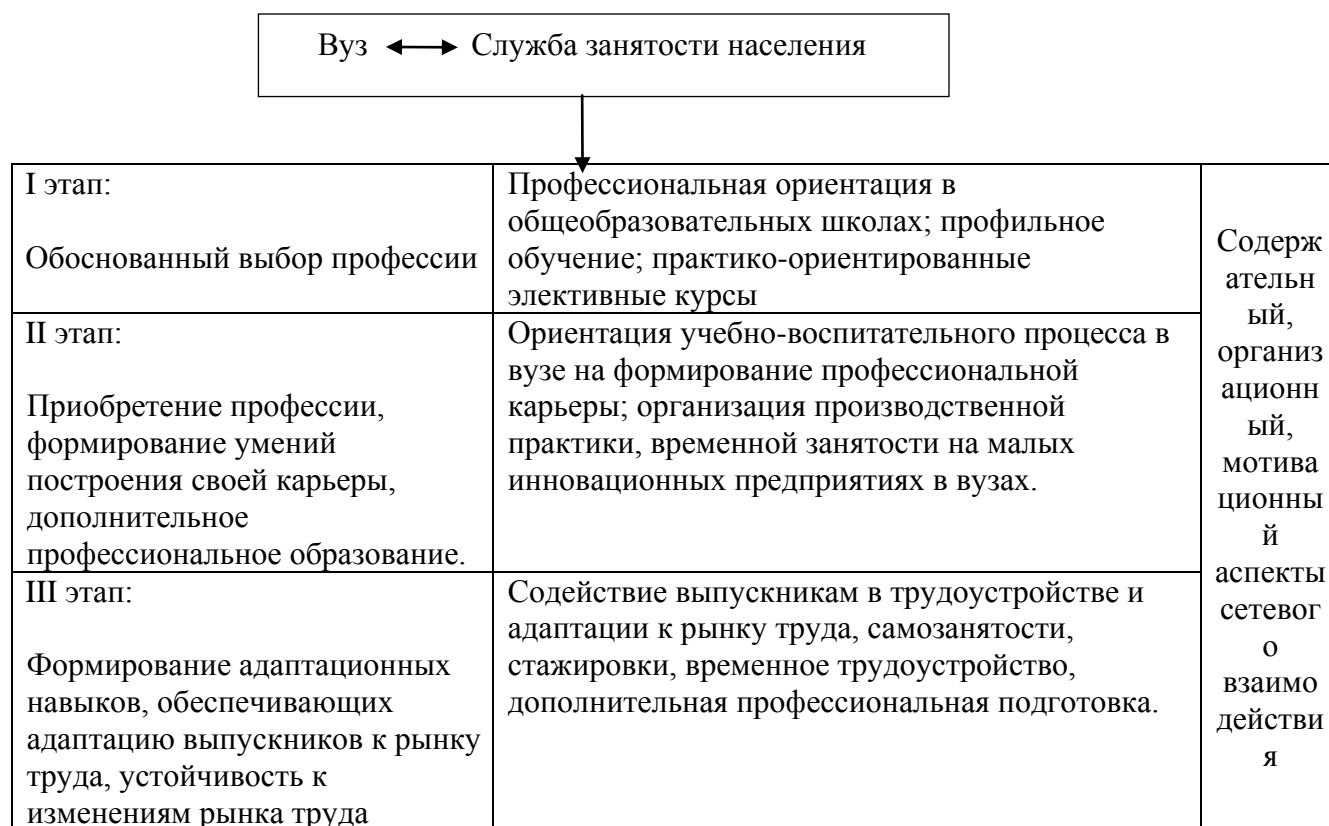 Вуз Служба занятости населения
I этап:
Обоснованный выбор профессии
Профессиональная ориентация в
общеобразовательных школах; профильное
обучение; практико-ориентированные
элективные курсы
II этап:
Приобретение профессии,
формирование умений
построения своей карьеры,
дополнительное
профессиональное образование.
Ориентация учебно-воспитательного процесса в
вузе на формирование профессиональной
карьеры; организация производственной
практики, временной занятости на малых
инновационных предприятиях в вузах.
III этап:
Формирование адаптационных
навыков, обеспечивающих
адаптацию выпускников к рынку
труда, устойчивость к
изменениям рынка труда
Содействие выпускникам в трудоустройстве и
адаптации к рынку труда, самозанятости,
стажировки, временное трудоустройство,
дополнительная профессиональная подготовка.
Содерж
ательн
ый,
организ
ационн
ый,
мотива
ционны
й
аспекты
сетевог
о
взаимо
действи
я